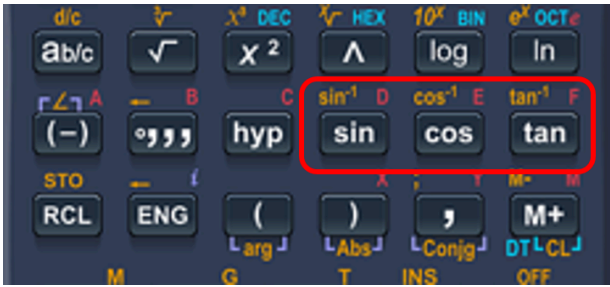 d/c ³√ x³ DEC ˣ√ HEX 10ˣ BIN eˣ OCT e
ab/c √ x² ∧ log ln
∠ A ← B C sin⁻¹ D cos⁻¹ E tan⁻¹ F
(−) °,,, hyp sin cos tan
STO ← i X ; Y M- M
RCL ENG ( ) , M+
arg Abs Conjg DT CL
M G T INS OFF